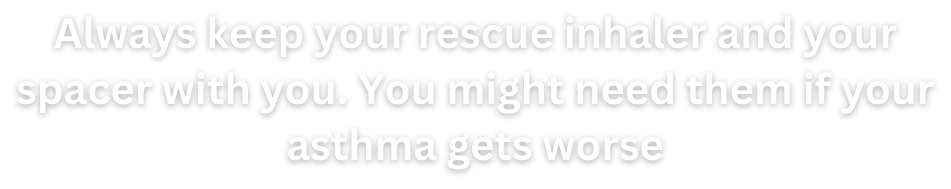 Always keep your rescue inhaler and your
spacer with you. You might need them if your
asthma gets worse